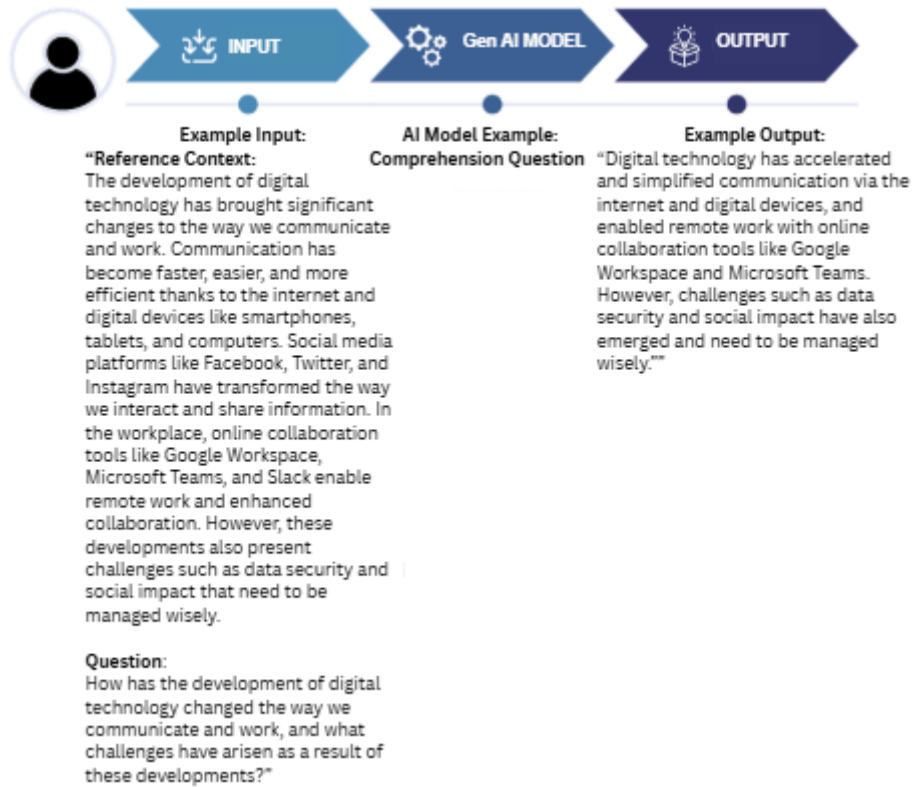 INPUT
Gen AI MODEL
OUTPUT
Example Input:
“Reference Context:
The development of digital
technology has brought significant
changes to the way we communicate
and work. Communication has
become faster, easier, and more
efficient thanks to the internet and
digital devices like smartphones,
tablets, and computers. Social media
platforms like Facebook, Twitter, and
Instagram have transformed the way
we interact and share information. In
the workplace, online collaboration
tools like Google Workspace,
Microsoft Teams, and Slack enable
remote work and enhanced
collaboration. However, these
developments also present
challenges such as data security and
social impact that need to be
managed wisely.
Question:
How has the development of digital
technology changed the way we
communicate and work, and what
challenges have arisen as a result of
these developments?”
AI Model Example:
Comprehension Question
Example Output:
“Digital technology has accelerated
and simplified communication via the
internet and digital devices, and
enabled remote work with online
collaboration tools like Google
Workspace and Microsoft Teams.
However, challenges such as data
security and social impact have also
emerged and need to be managed
wisely.””